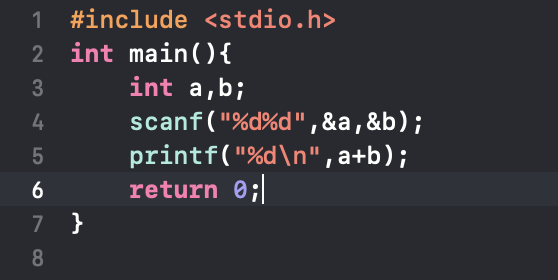 1 #include <stdio.h>
2 int main(){
3     int a,b;
4     scanf("%d%d",&a,&b);
5     printf("%d\n",a+b);
6     return 0;
7 }
8